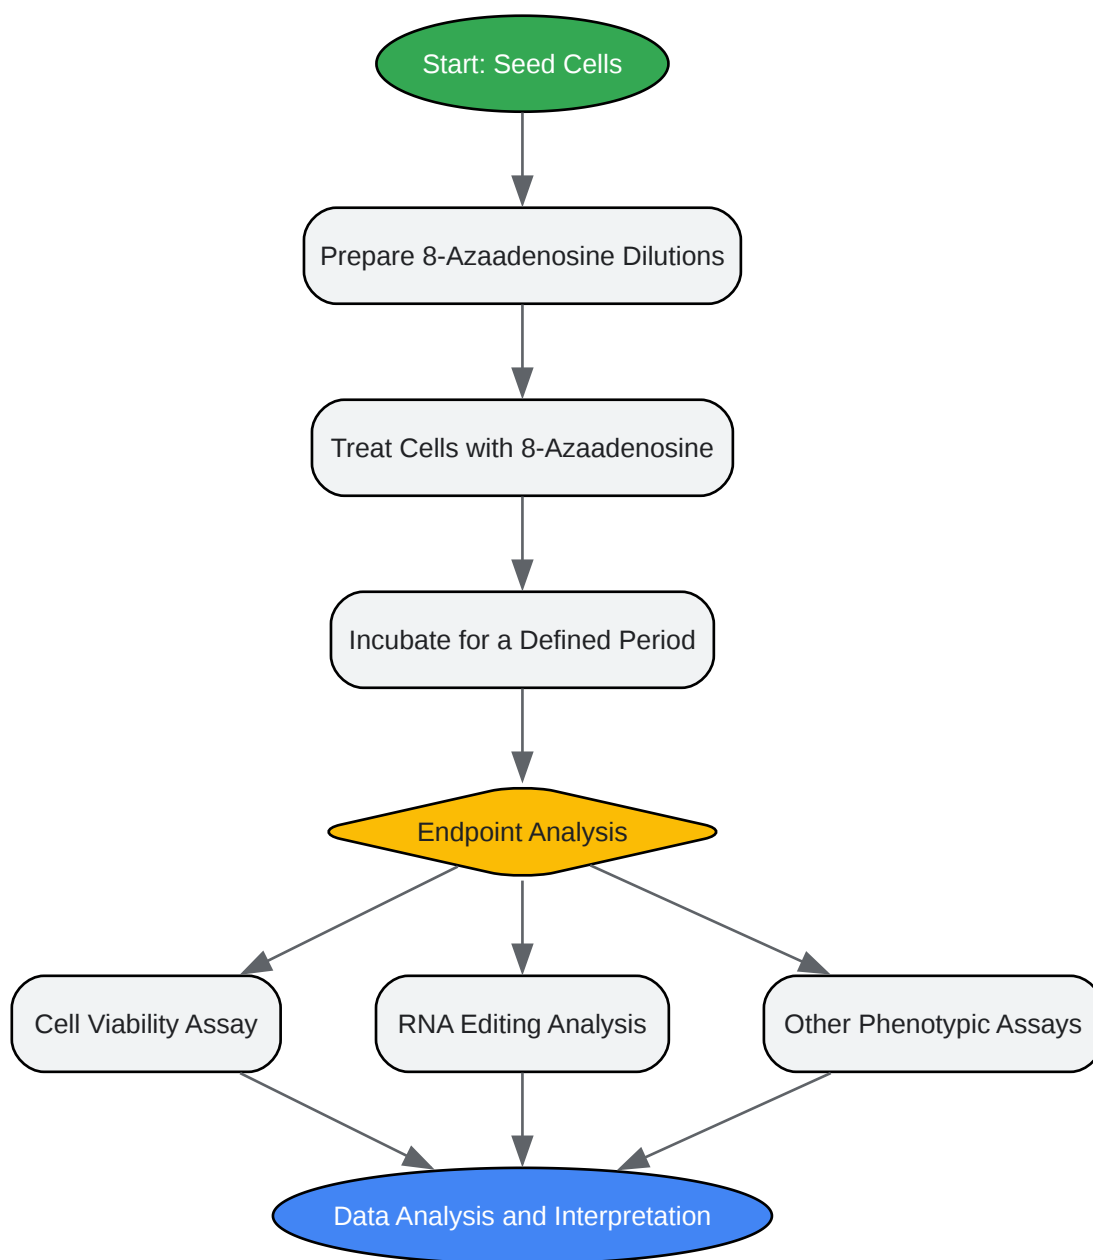 Start: Seed Cells
Prepare 8-Azaadenosine Dilutions
Treat Cells with 8-Azaadenosine
Incubate for a Defined Period
Endpoint Analysis
Cell Viability Assay
RNA Editing Analysis
Other Phenotypic Assays
Data Analysis and Interpretation